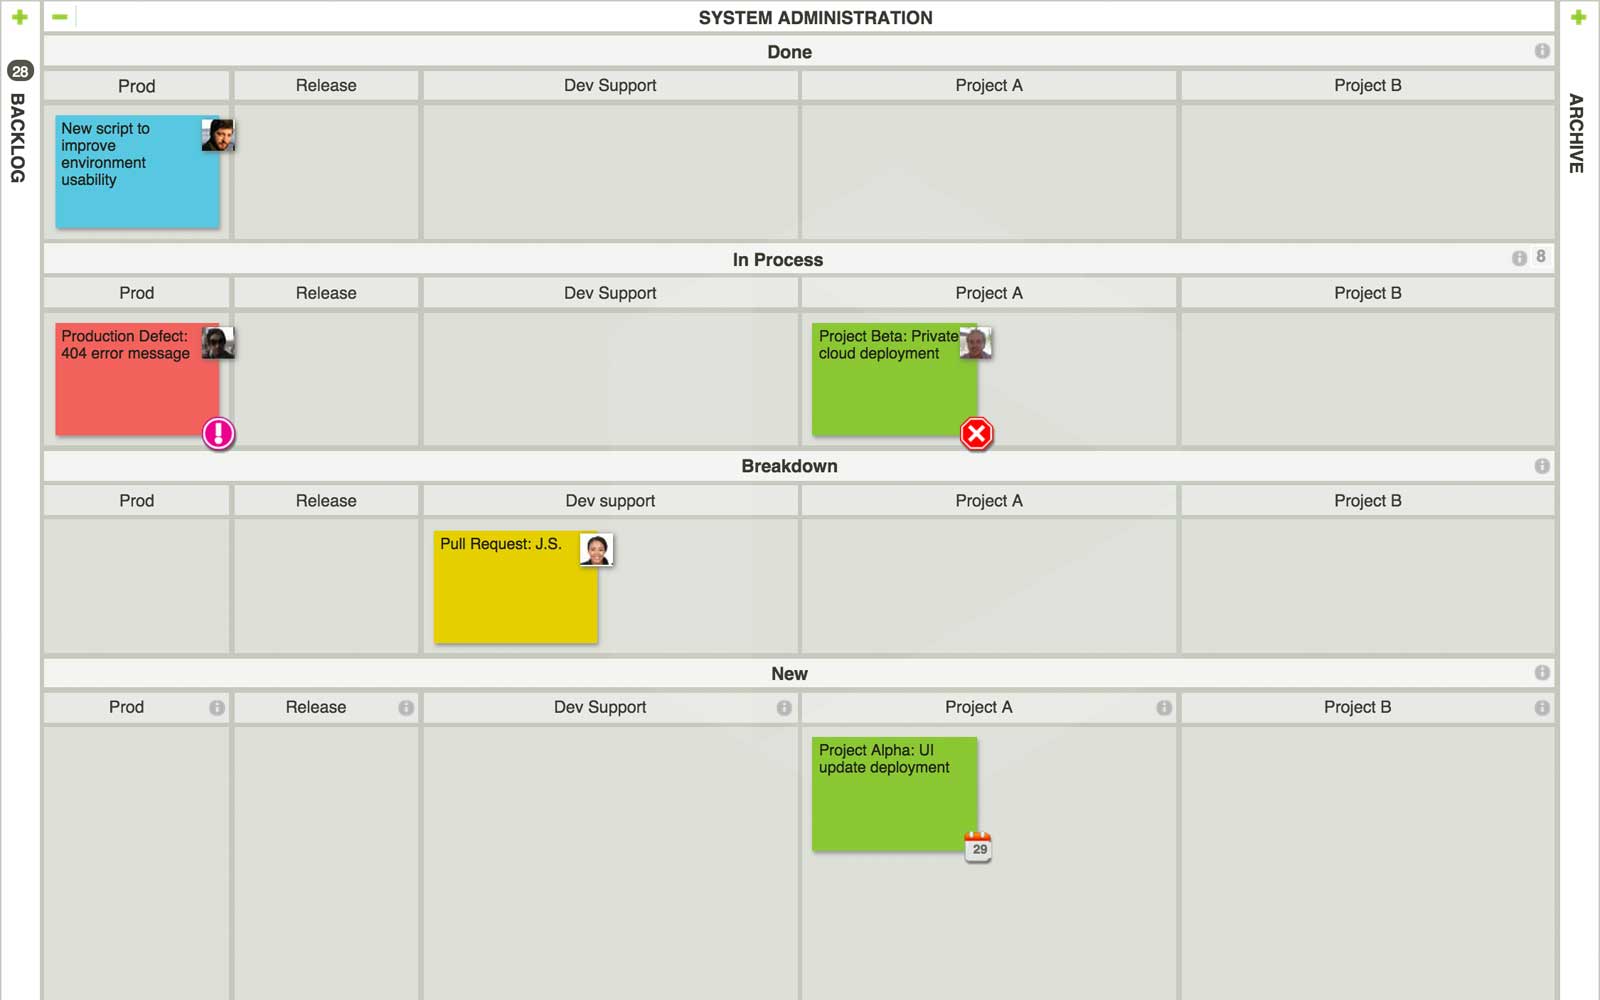 SYSTEM ADMINISTRATION
28
BACKLOG
ARCHIVE
Done
Prod
Release
Dev Support
Project A
Project B
New script to
improve
environment
usability
In Process
8
Prod
Release
Dev Support
Project A
Project B
Production Defect:
404 error message
Project Beta: Private
cloud deployment
Breakdown
Prod
Release
Dev support
Project A
Project B
Pull Request: J.S.
New
Prod
Release
Dev Support
Project A
Project B
Project Alpha: UI
update deployment
29